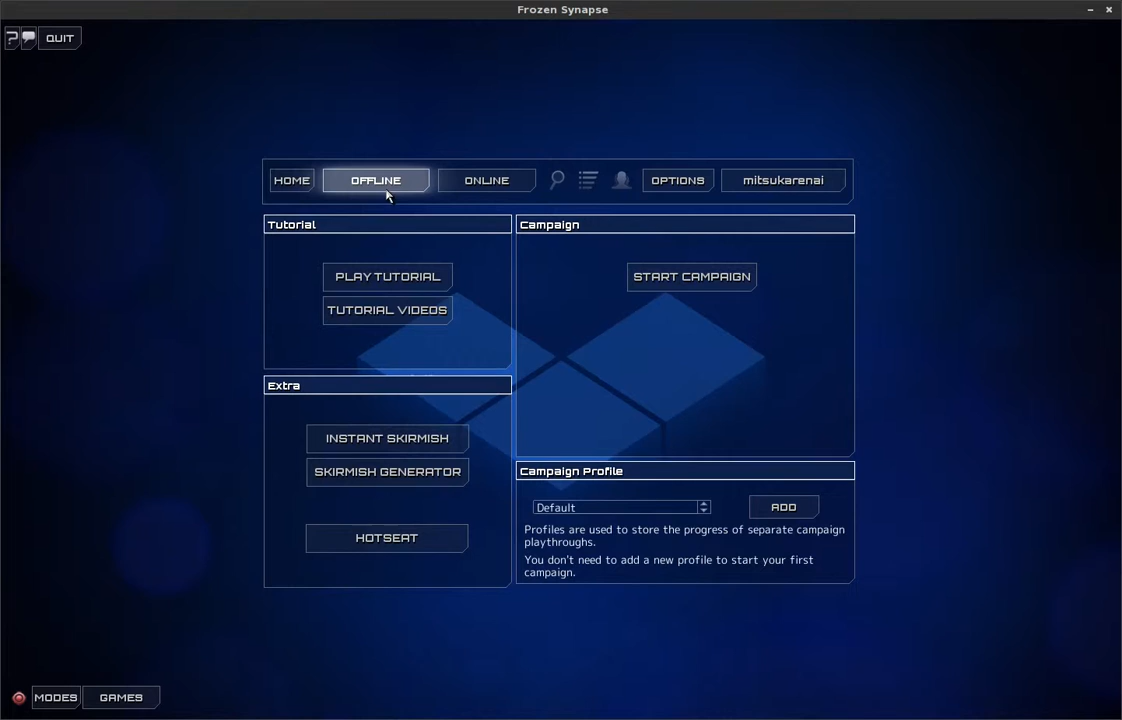 Frozen Synapse
? QUIT
HOME OFFLINE ONLINE OPTIONS mitsukarenai
Tutorial
PLAY TUTORIAL
TUTORIAL VIDEOS
Campaign
START CAMPAIGN
Extra
INSTANT SKIRMISH
SKIRMISH GENERATOR
HOTSEAT
Campaign Profile
Default ADD
Profiles are used to store the progress of separate campaign
playthroughs.
You don't need to add a new profile to start your first
campaign.
MODES GAMES